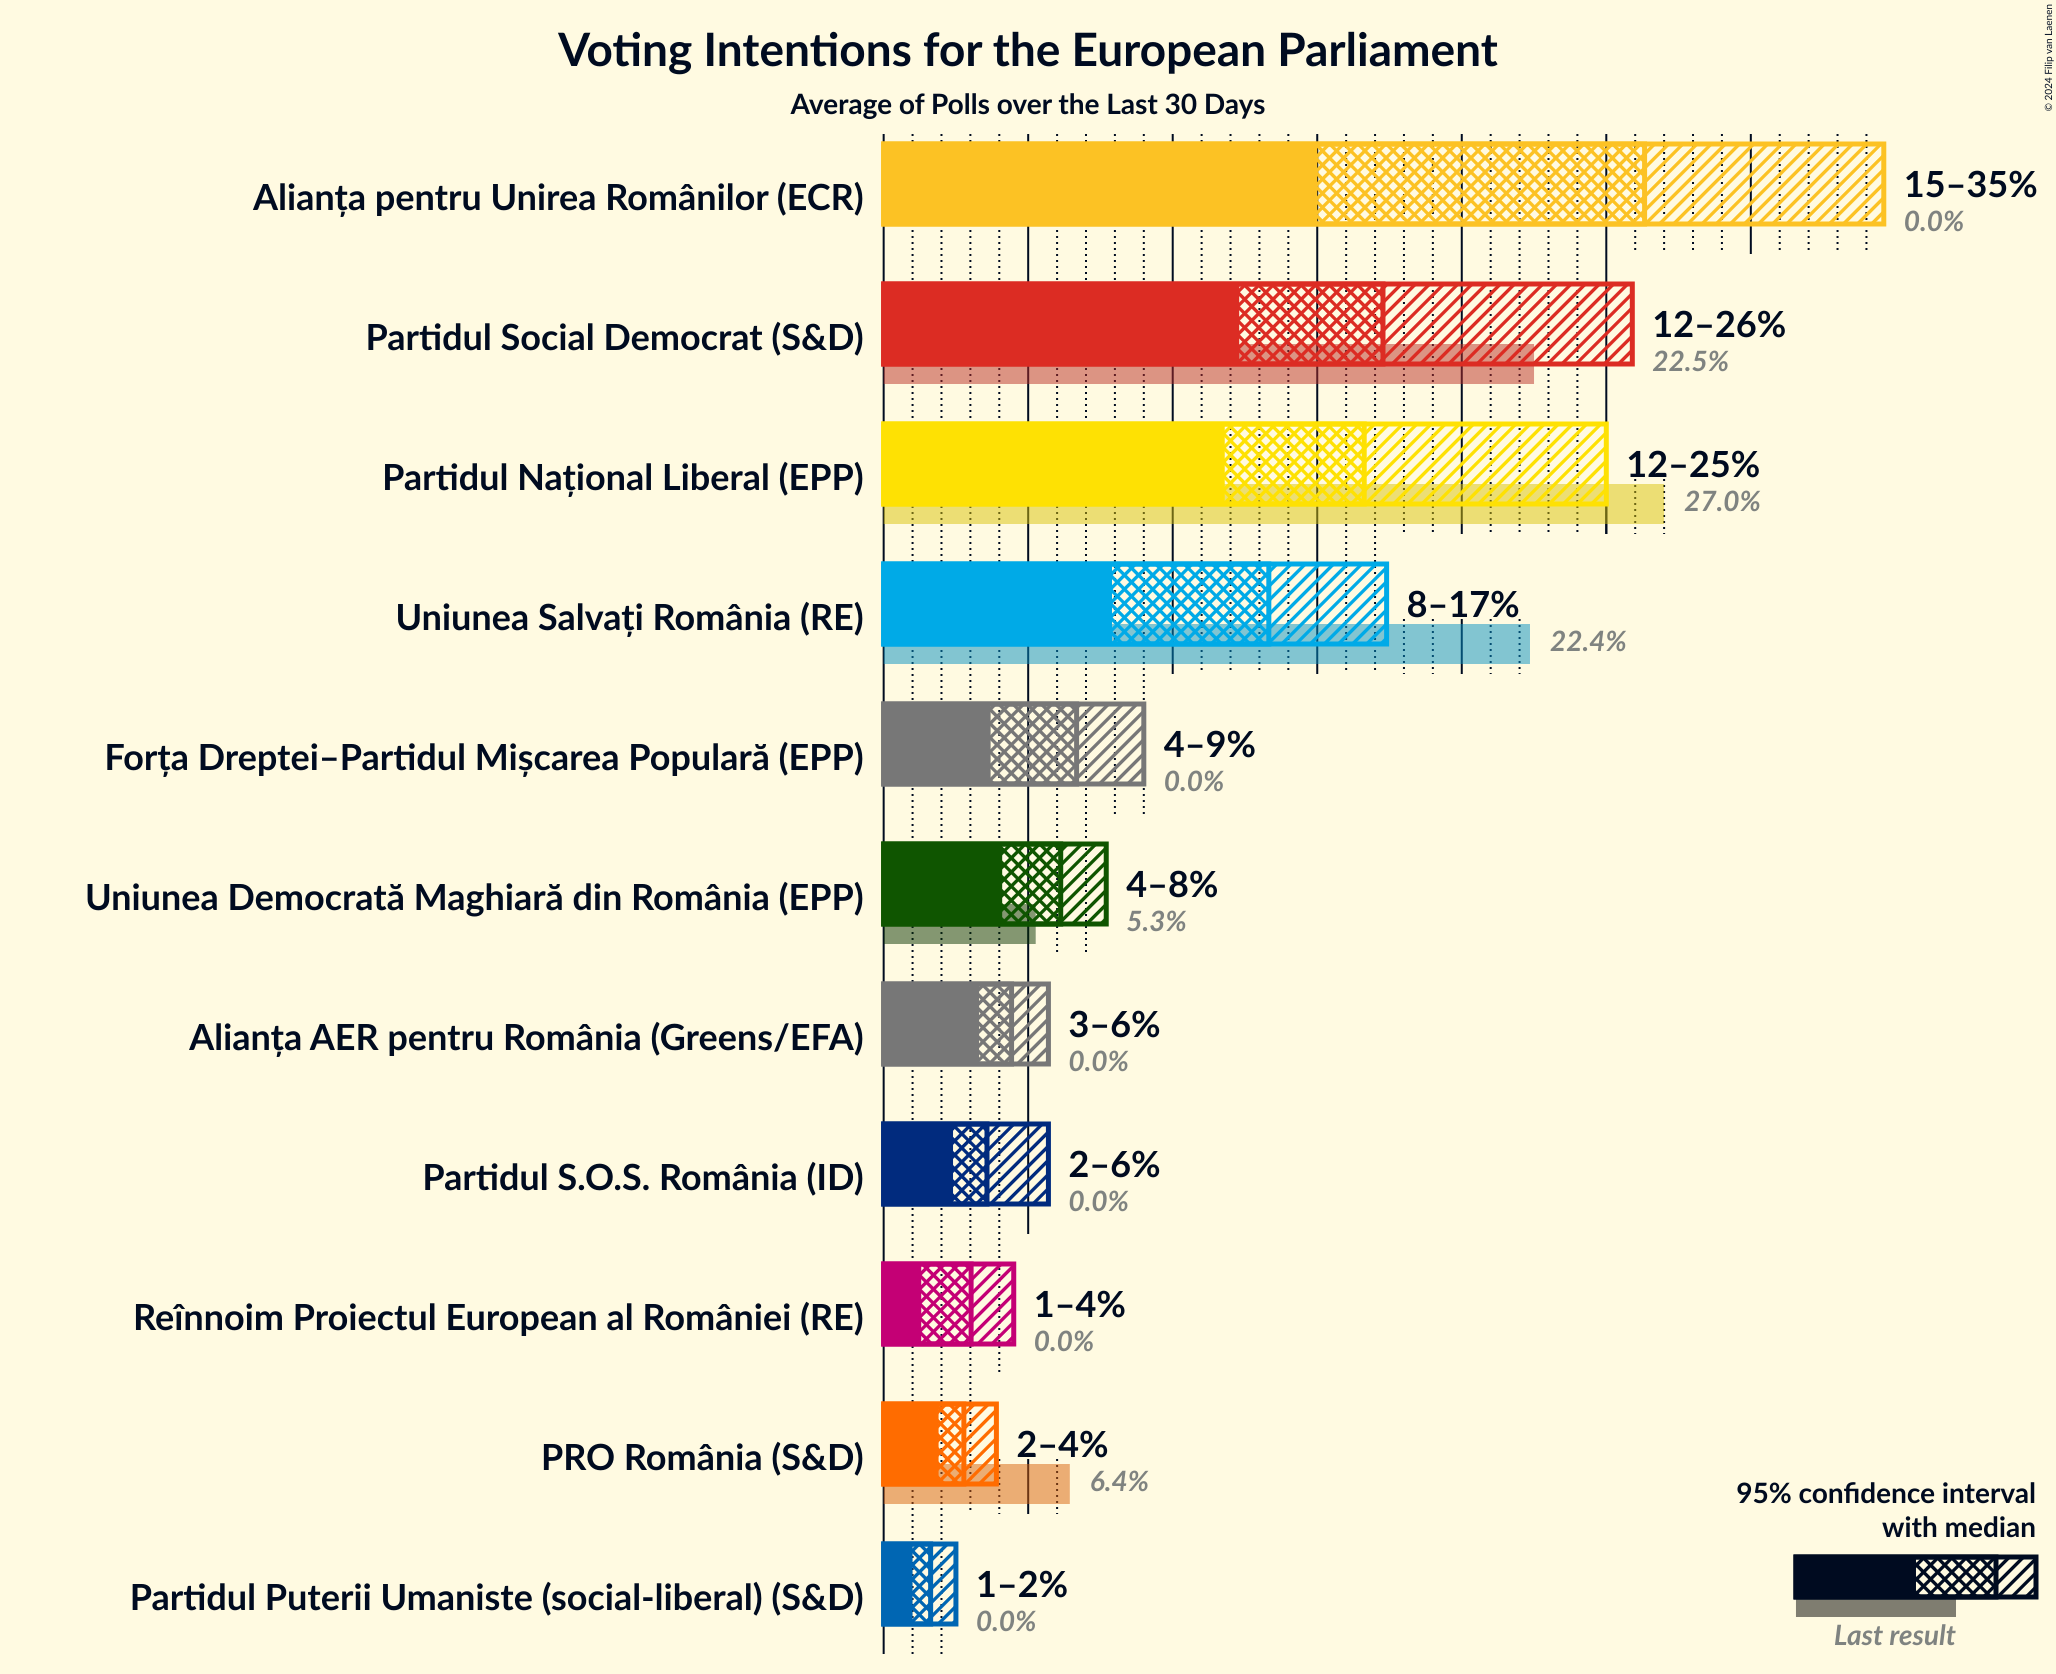 Voting Intentions for the European Parliament
Average of Polls over the Last 30 Days
© 2024 Filip van Laenen
Alianța pentru Unirea Românilor (ECR)
15–35%
0.0%
Partidul Social Democrat (S&D)
12–26%
22.5%
Partidul Național Liberal (EPP)
12–25%
27.0%
Uniunea Salvați România (RE)
8–17%
22.4%
Forța Dreptei–Partidul Mișcarea Populară (EPP)
4–9%
0.0%
Uniunea Democrată Maghiară din România (EPP)
4–8%
5.3%
Alianța AER pentru România (Greens/EFA)
3–6%
0.0%
Partidul S.O.S. România (ID)
2–6%
0.0%
Reînnoim Proiectul European al României (RE)
1–4%
0.0%
PRO România (S&D)
2–4%
6.4%
Partidul Puterii Umaniste (social-liberal) (S&D)
1–2%
0.0%
95% confidence interval
with median
Last result